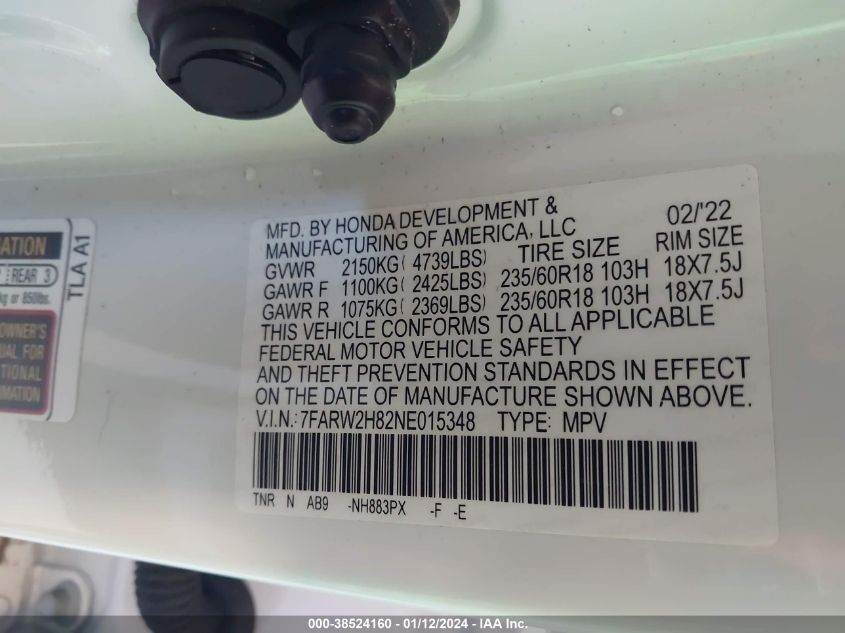 ATION
REAR 3
kg or 850lbs.
OWNER'S
UAL FOR
TIONAL
RMATION
TLA A1
MFD. BY HONDA DEVELOPMENT & 02/'22
MANUFACTURING OF AMERICA, LLC
TIRE SIZE RIM SIZE
GVWR 2150KG( 4739LBS)
GAWR F 1100KG( 2425LBS) 235/60R18 103H 18X7.5J
GAWR R 1075KG( 2369LBS) 235/60R18 103H 18X7.5J
THIS VEHICLE CONFORMS TO ALL APPLICABLE
FEDERAL MOTOR VEHICLE SAFETY
AND THEFT PREVENTION STANDARDS IN EFFECT
ON THE DATE OF MANUFACTURE SHOWN ABOVE.
V.I.N.: 7FARW2H82NE015348 TYPE: MPV
TNR N AB9 -NH883PX -F -E
000-38524160 - 01/12/2024 - IAA Inc.